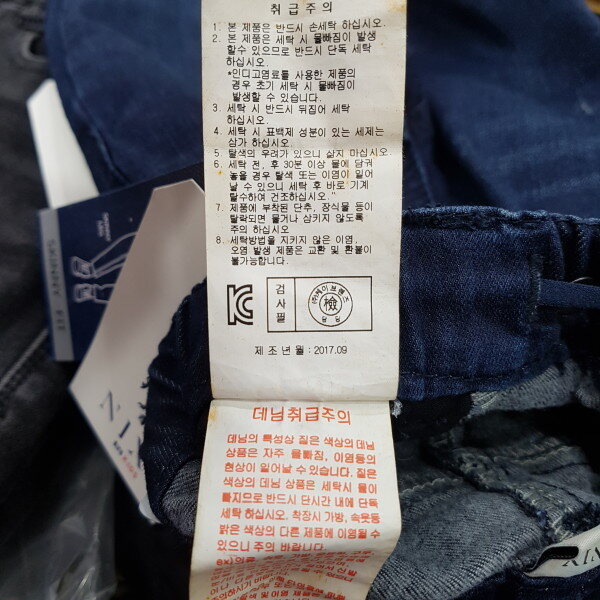 취급주의
1. 본 제품은 반드시 손세탁 하십시오.
2. 본 제품은 세탁 시 물빠짐이 발생
할수 있으므로 반드시 단독 세탁
하십시오.
*인디고염료를 사용한 제품의
경우 초기 세탁 시 물빠짐이
발생할 수 있습니다.
3. 세탁 시 반드시 뒤집어 세탁
하십시오.
4. 세탁 시 표백제 성분이 있는 세제는
삼가 하십시오.
5. 탈색의 우려가 있으니 삶지 마십시오.
6. 세탁 전, 후 30분 이상 물에 담궈
놓을 경우 탈색 또는 이염이 일어
날수 있으니 세탁 후 바로 기계
탈수하여 건조하십시오."
7. 제품에 부착된 단추, 장식물 등이
탈락되면 물거나 삼키지 않도록
주의 하십시오
8. 세탁방법을 지키지 않은 이염,
오염 발생 제품은 교환 및 환불이
불가능합니다.
KC
검사필
檢
제조년월 : 2017.09
데님취급주의
데님의 특성상 짙은 색상의 데님
상품은 자주 물빠짐, 이염등의
현상이 일어날 수 있습니다. 짙은
색상의 데님 상품은 세탁시 물이
빠지므로 반드시 단시간 내에 단독
세탁 하십시오. 착장시 가방, 속옷등
밝은 색상의 다른 제품에 이염될 수
있으니 주의 바랍니다.
SKINNY FIT